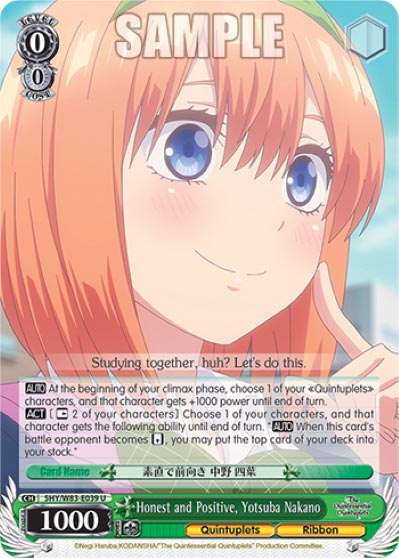 SAMPLE
LEVEL
0
0
COST
Studying together, huh? Let's do this.
AUTO At the beginning of your climax phase, choose 1 of your «Quintuplets»
characters, and that character gets +1000 power until end of turn.
ACT [ 2 of your characters] Choose 1 of your characters, and that
character gets the following ability until end of turn. "AUTO When this card's
battle opponent becomes , you may put the top card of your deck into
your stock."
Card Name 素直で前向き 中野 四葉
CH 5HY/W83-E039 U
1000
Honest and Positive, Yotsuba Nakano
The Quintessential Quintuplets
Quintuplets Ribbon
©Negi Haruba,KODANSHA/"The Quintessential Quintuplets" Production Committee.